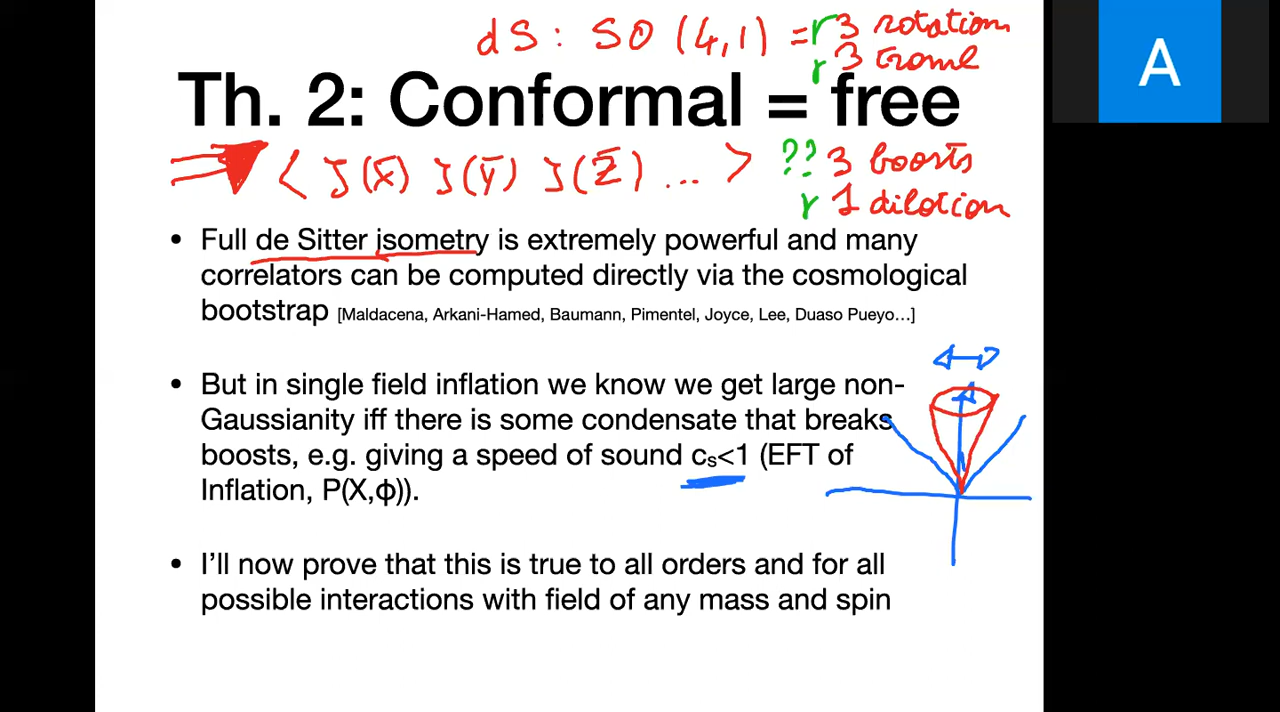 dS: SO (4,1) = r 3 rotation
r 3 transl
Th. 2: Conformal = free
⇒ < ζ(x̄) ζ(ȳ) ζ(z̄) ... > ?? 3 boosts
r 1 dilation
• Full de Sitter isometry is extremely powerful and many
correlators can be computed directly via the cosmological
bootstrap [Maldacena, Arkani-Hamed, Baumann, Pimentel, Joyce, Lee, Duaso Pueyo…]
• But in single field inflation we know we get large non-
Gaussianity iff there is some condensate that breaks
boosts, e.g. giving a speed of sound cₛ<1 (EFT of
Inflation, P(X,ϕ)).
• I’ll now prove that this is true to all orders and for all
possible interactions with field of any mass and spin
A